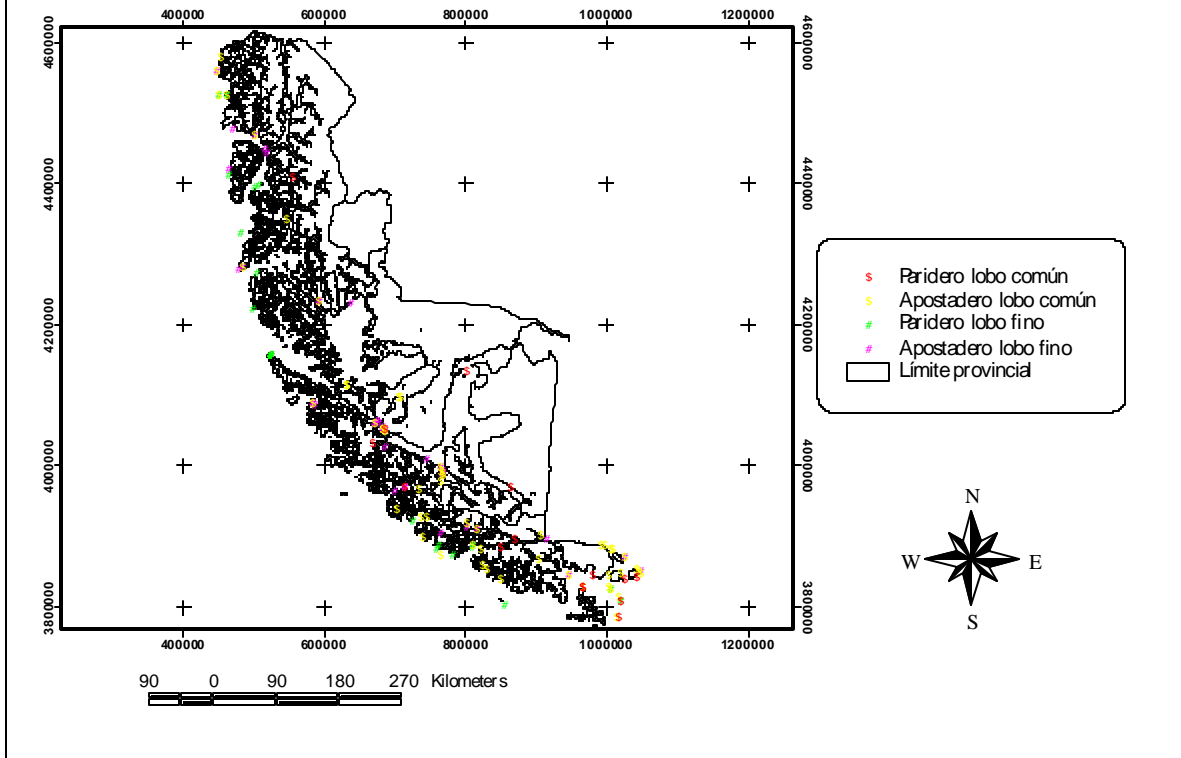 400000 600000 800000 1000000 1200000
4600000
4400000
4200000
4000000
3800000
4600000
4400000
4200000
4000000
3800000
400000 600000 800000 1000000 1200000
$ Paridero lobo común
$ Apostadero lobo común
# Paridero lobo fino
# Apostadero lobo fino
Límite provincial
N
W E
S
90 0 90 180 270 Kilometers